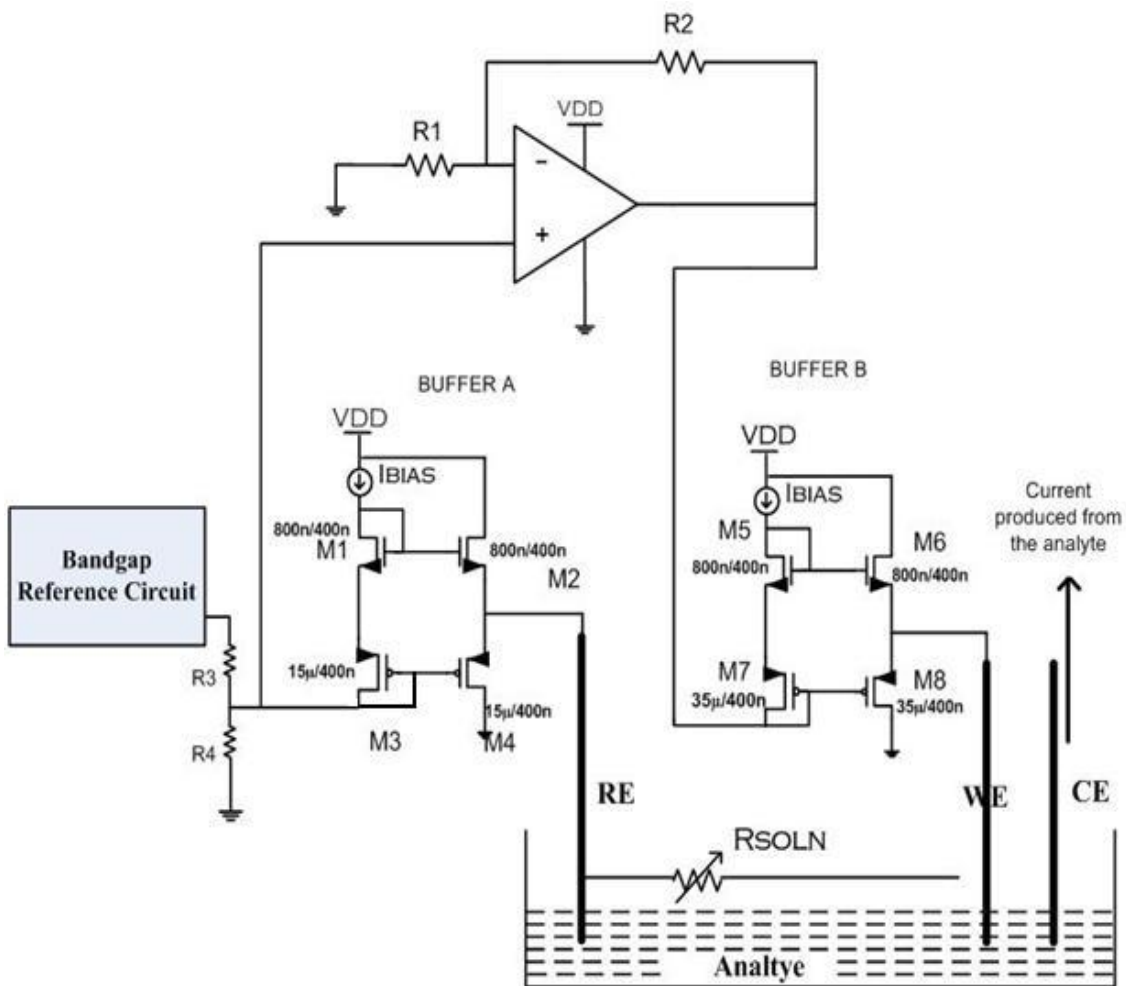 R2
VDD
R1
−
+
BUFFER A
BUFFER B
VDD
IBIAS
800n/400n
M1
800n/400n
M2
15µ/400n
15µ/400n
M3
M4
VDD
IBIAS
M5
M6
800n/400n
800n/400n
M7
M8
35µ/400n
35µ/400n
Current
produced from
the analyte
Bandgap
Reference Circuit
R3
R4
RE
WE
CE
RSOLN
Analtye